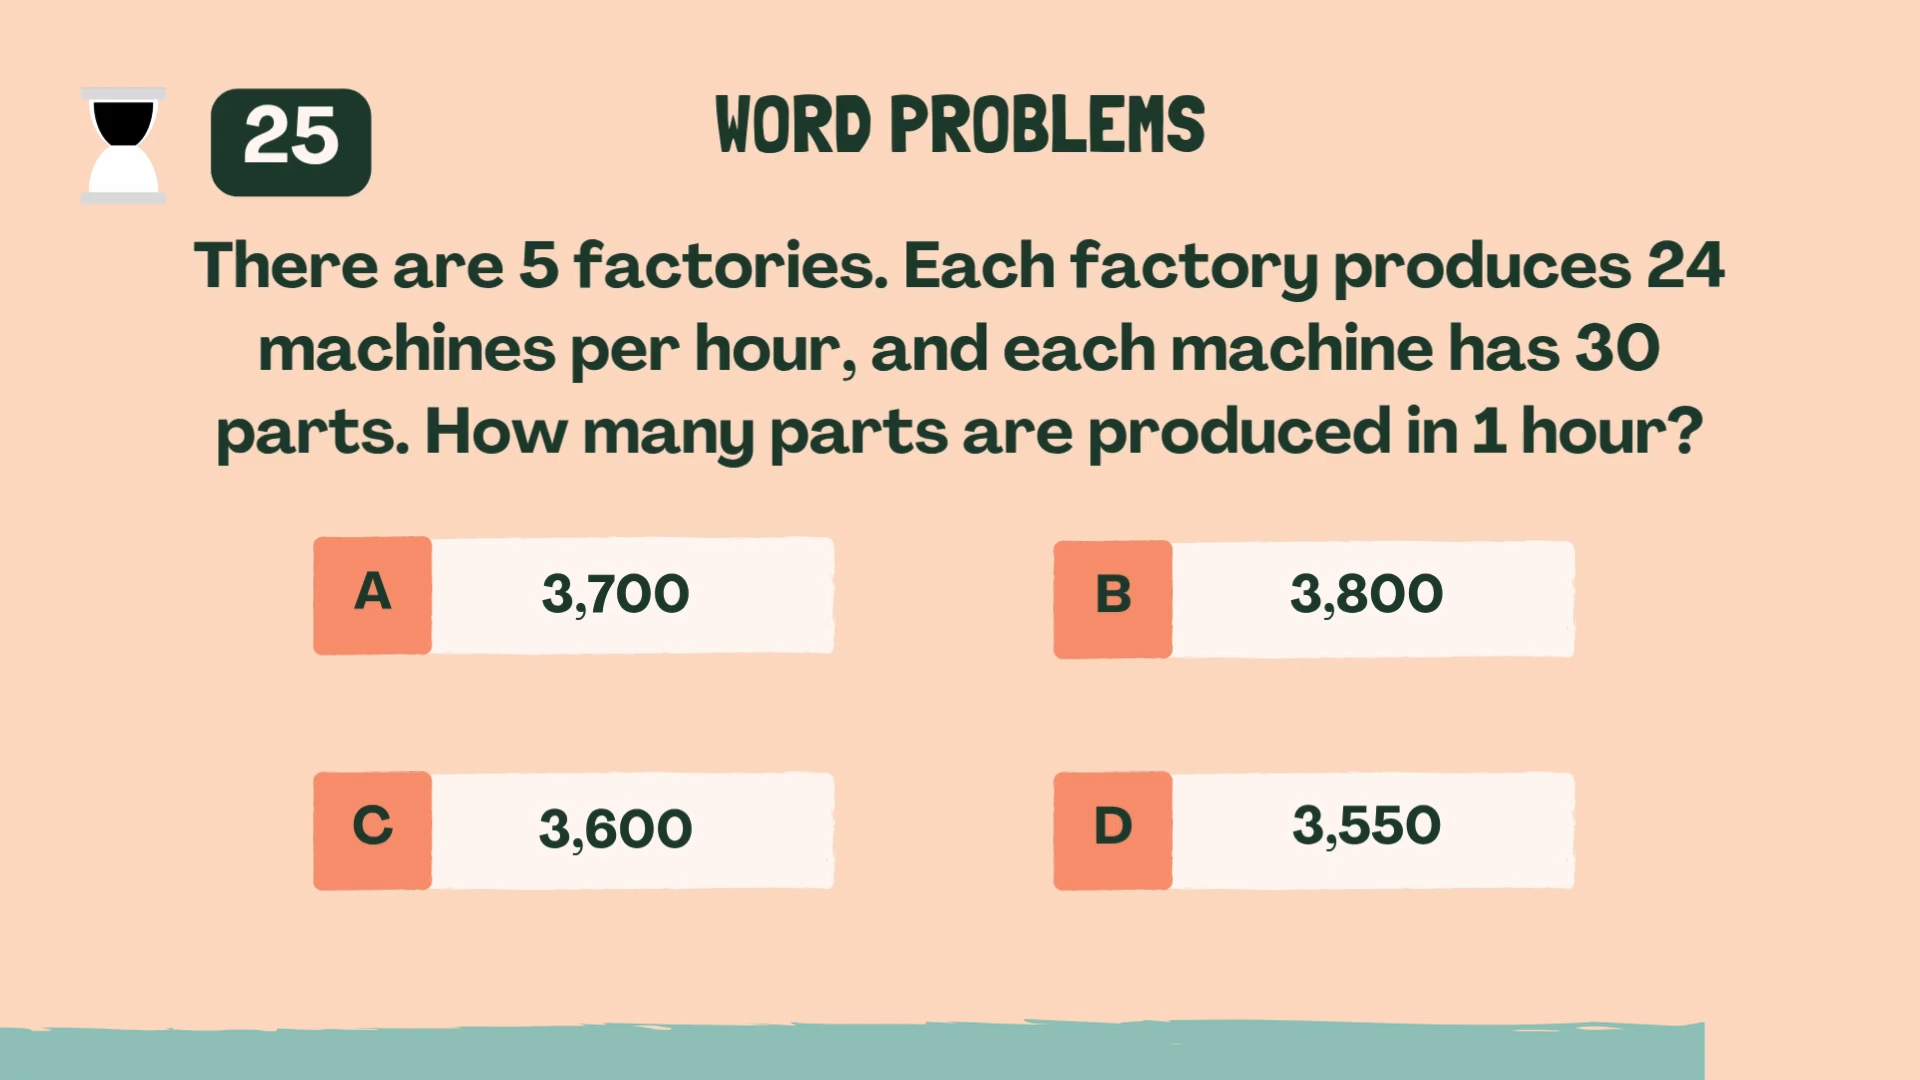 25
WORD PROBLEMS
There are 5 factories. Each factory produces 24
machines per hour, and each machine has 30
parts. How many parts are produced in 1 hour?
A 3,700
B 3,800
C 3,600
D 3,550